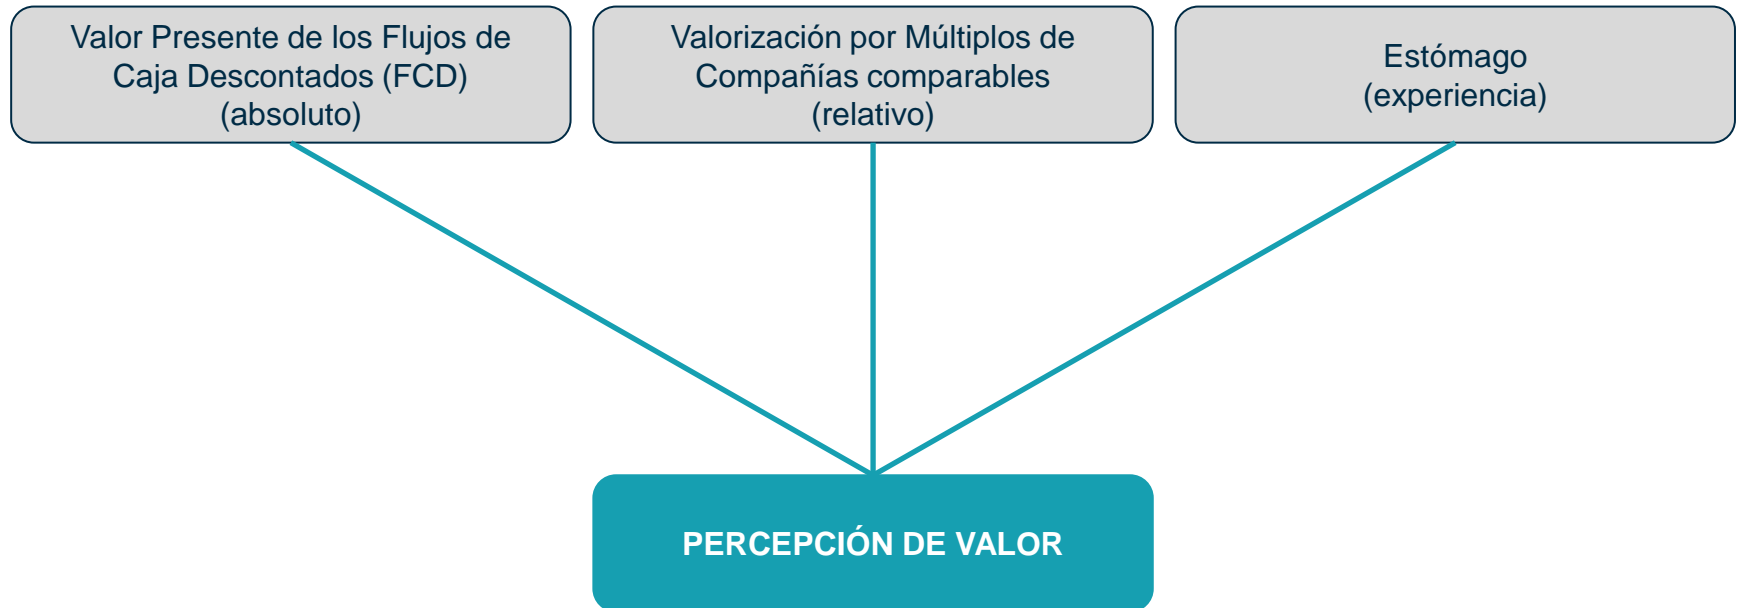 Valor Presente de los Flujos de
Caja Descontados (FCD)
(absoluto)
Valorización por Múltiplos de
Compañías comparables
(relativo)
Estómago
(experiencia)
PERCEPCIÓN DE VALOR